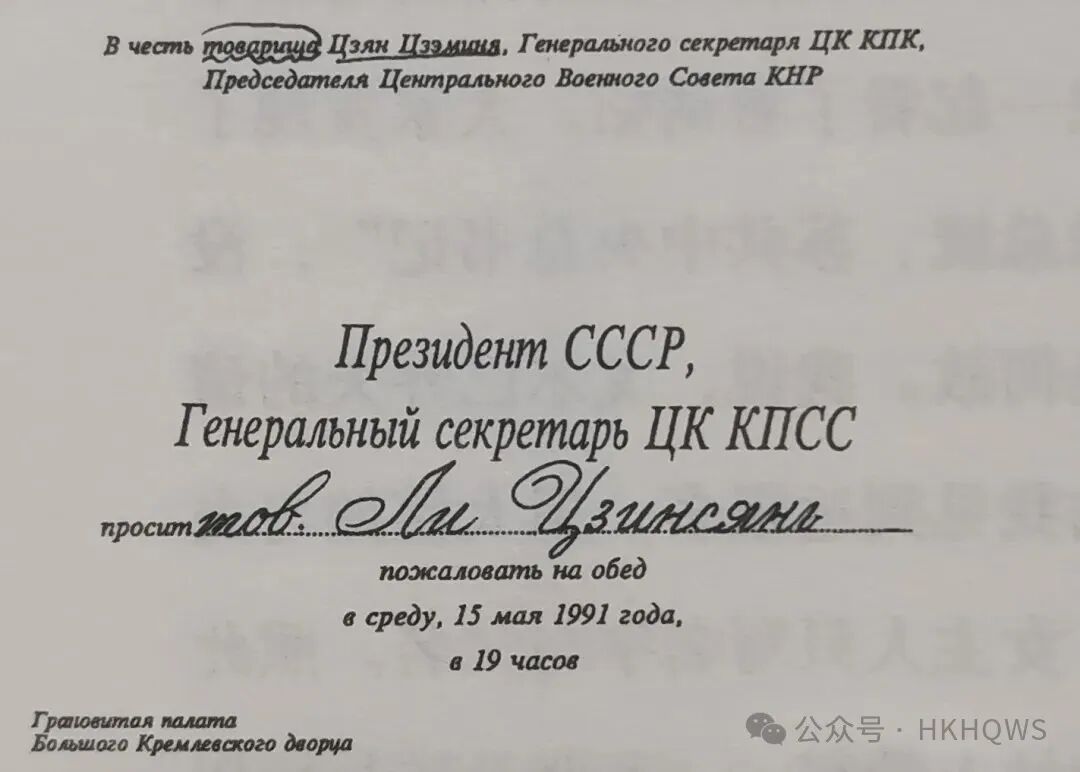 В честь товарища Цзян Цзэминя, Генерального секретаря ЦК КПК,
Председателя Центрального Военного Совета КНР
Президент СССР,
Генеральный секретарь ЦК КПСС
просит тов. Ли Цзинсянь
пожаловать на обед
в среду, 15 мая 1991 года,
в 19 часов
Грановитая палата
Большого Кремлевского дворца
公众号 · HKHQWS